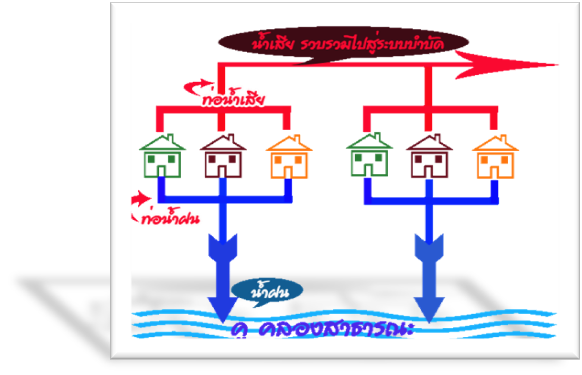 น้ำเสีย รวบรวมไปสู่ระบบบำบัด
ท่อน้ำเสีย
ท่อน้ำฝน
น้ำฝน
คู คลองสาธารณะ